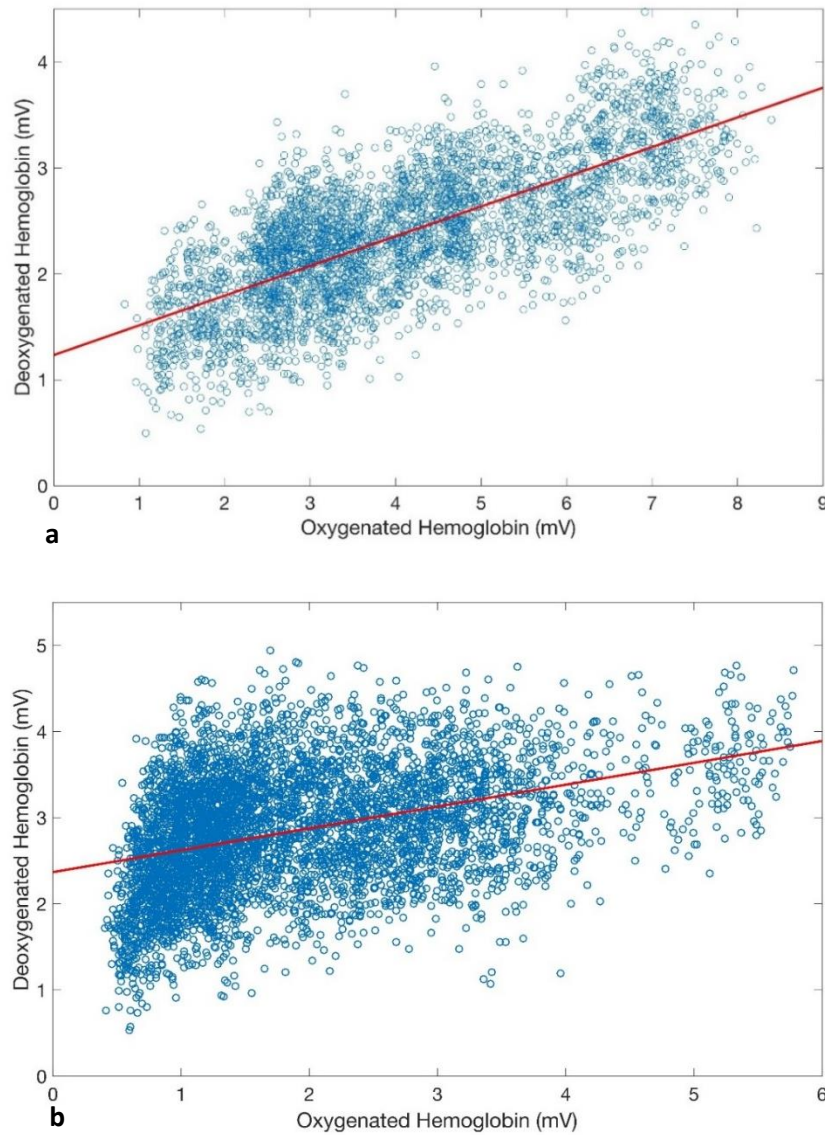 4
3
2
1
0
Deoxygenated Hemoglobin (mV)
0 1 2 3 4 5 6 7 8 9
Oxygenated Hemoglobin (mV)
a
5
4
3
2
1
0
Deoxygenated Hemoglobin (mV)
0 1 2 3 4 5 6
Oxygenated Hemoglobin (mV)
b